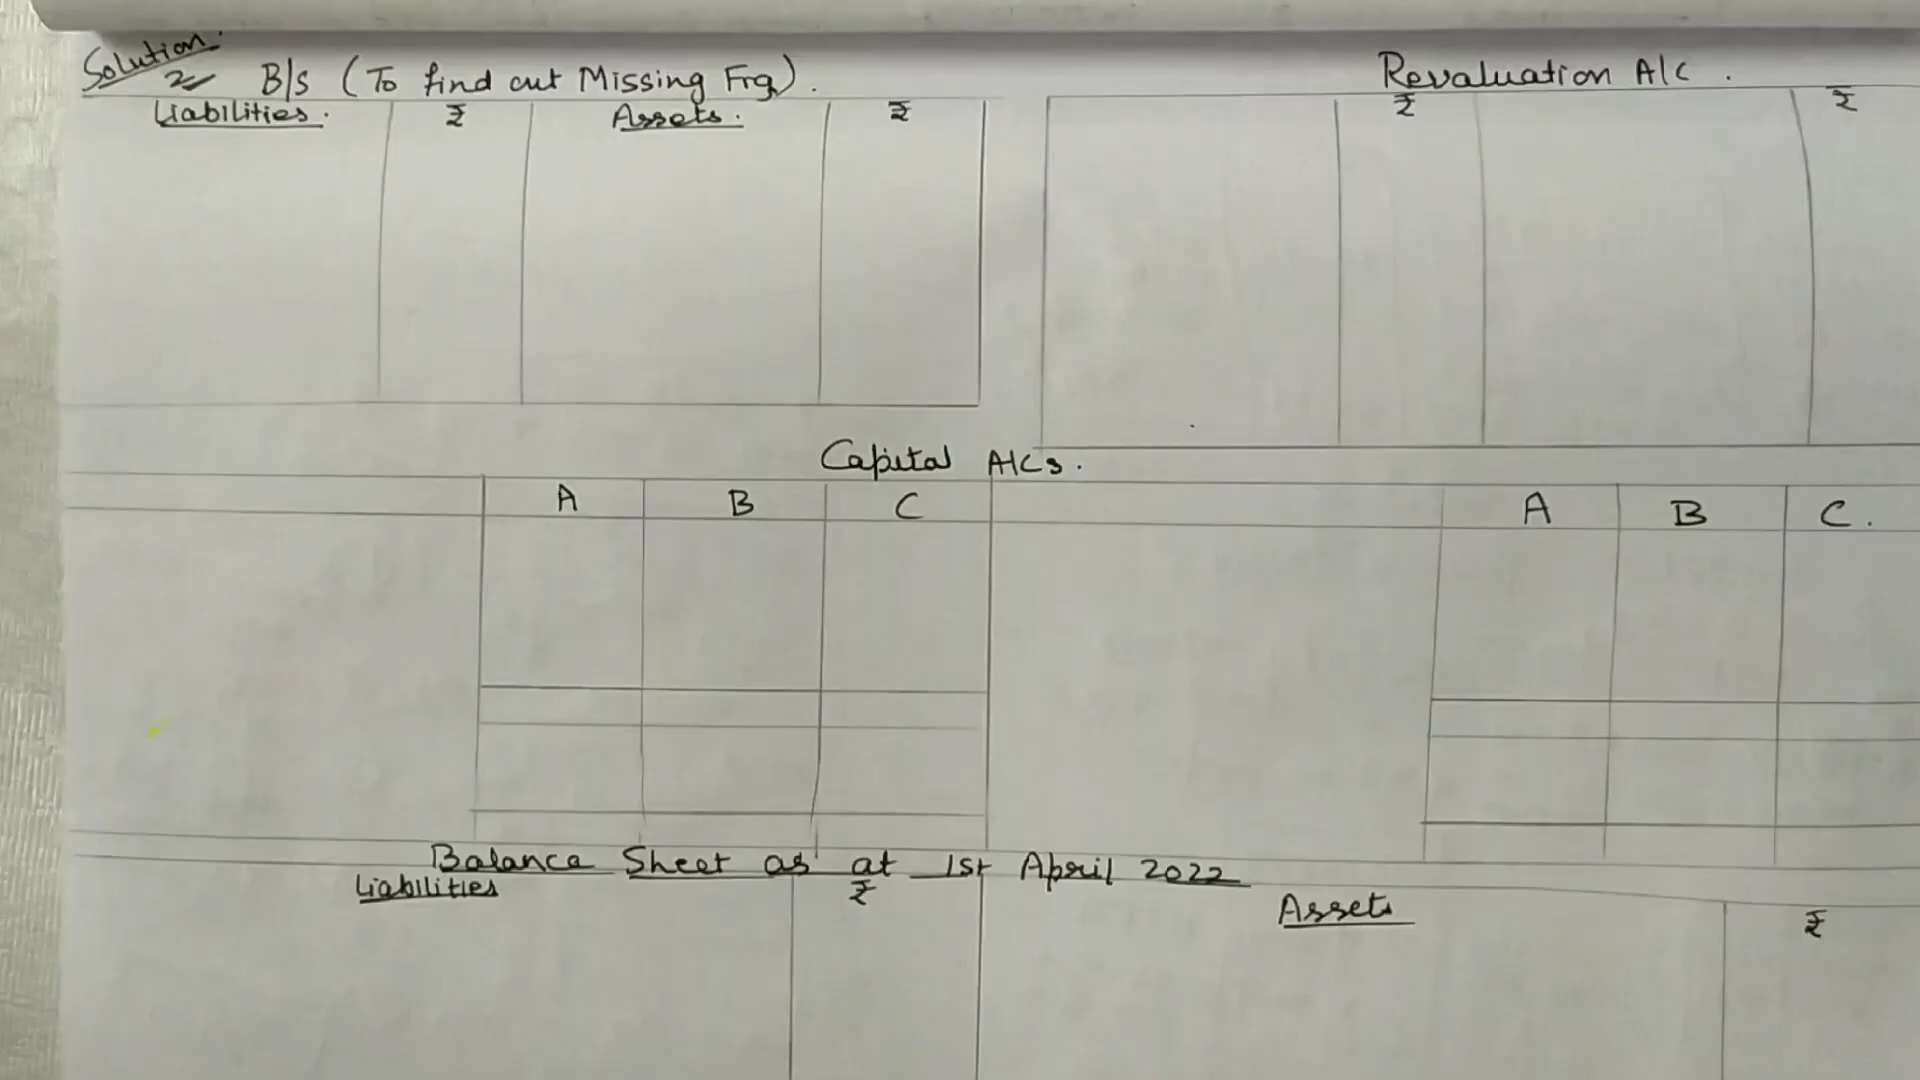 Solution.
B/s (To find out Missing Frg).
Liabilities. ₹ Assets. ₹
Revaluation A/c .
₹ ₹
Capital A/Cs.
A B C A B C.
Balance Sheet as at 1st April 2022
Liabilities ₹ Assets ₹